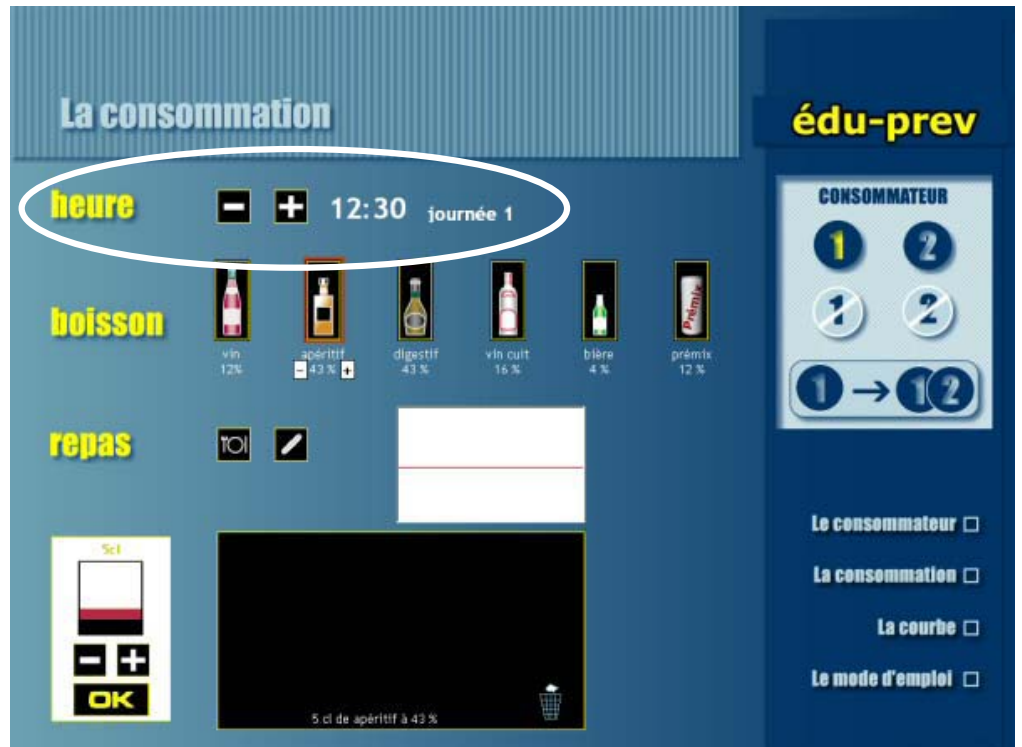 La consommation
édu-prev
heure - + 12:30 journée 1
CONSOMMATEUR
1 2
1 2
1 → 1 2
boisson
Prémix
vin apéritif digestif vin cuit bière prémix
12% - 43 % + 43 % 16 % 4 % 12 %
repas
5cl
- +
OK
5 cl de apéritif à 43 %
Le consommateur
La consommation
La courbe
Le mode d'emploi